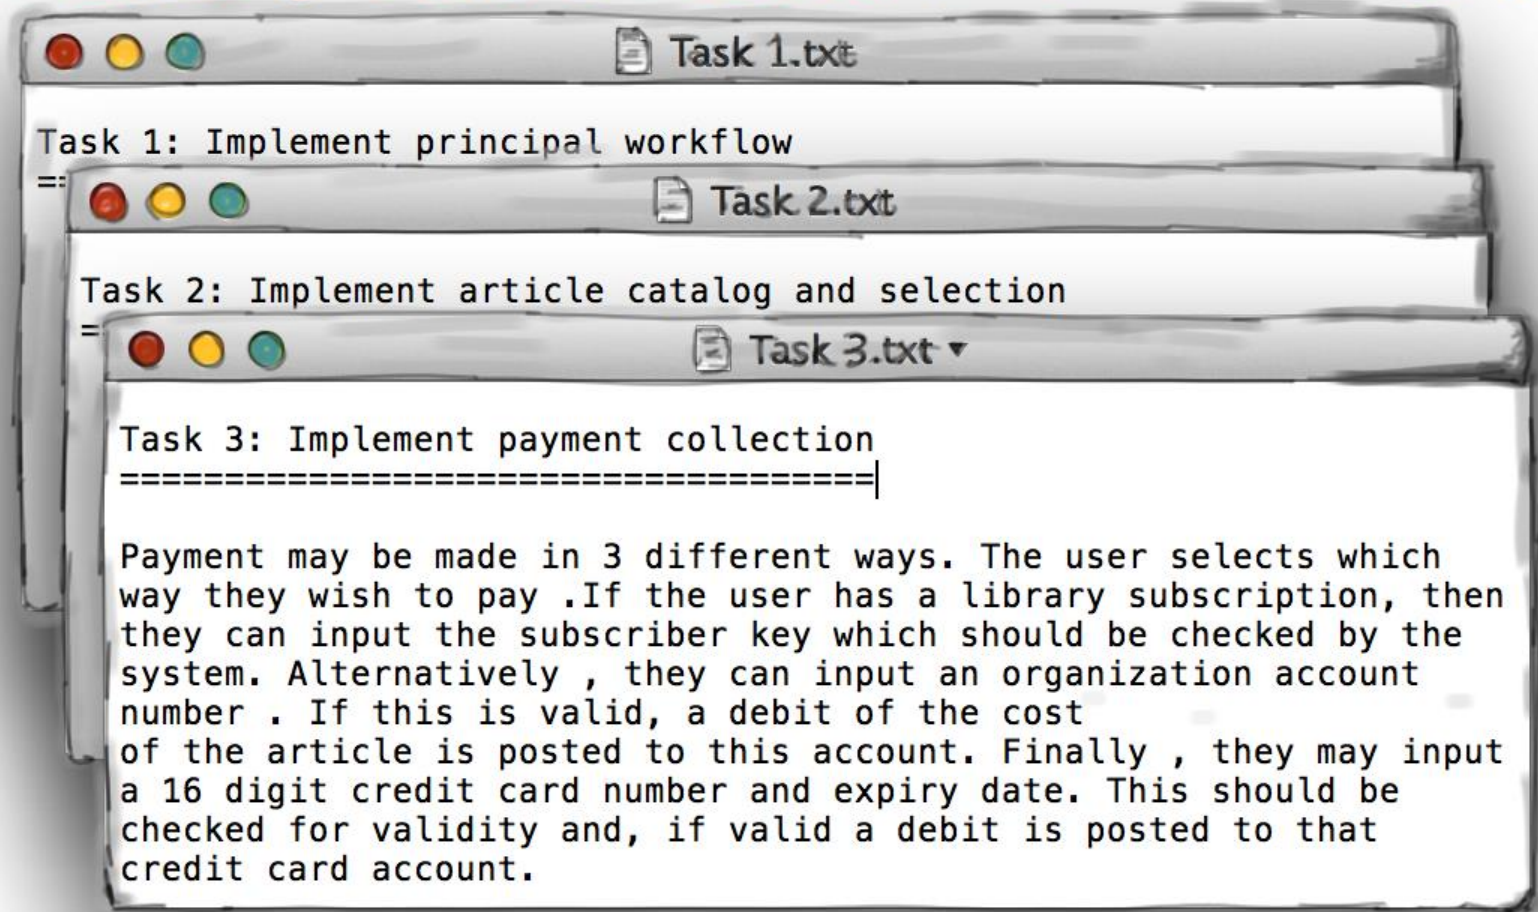 Task 1.txt
Task 1: Implement principal workflow
==
Task 2.txt
Task 2: Implement article catalog and selection
=
Task 3.txt
Task 3: Implement payment collection
====================================
Payment may be made in 3 different ways. The user selects which
way they wish to pay .If the user has a library subscription, then
they can input the subscriber key which should be checked by the
system. Alternatively , they can input an organization account
number . If this is valid, a debit of the cost
of the article is posted to this account. Finally , they may input
a 16 digit credit card number and expiry date. This should be
checked for validity and, if valid a debit is posted to that
credit card account.